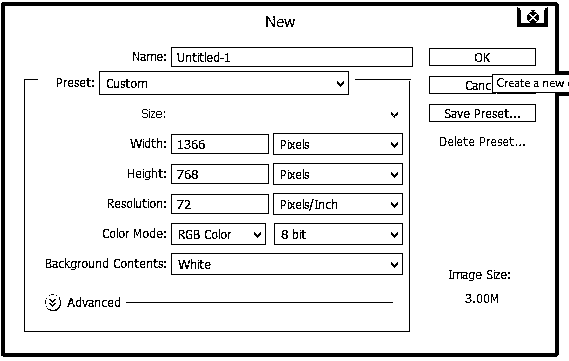 New
Name: Untitled-1
OK
Preset: Custom
Create a new
Size:
Save Preset...
Width: 1366 Pixels
Delete Preset...
Height: 768 Pixels
Resolution: 72 Pixels/Inch
Color Mode: RGB Color 8 bit
Background Contents: White
Image Size:
3.00M
Advanced